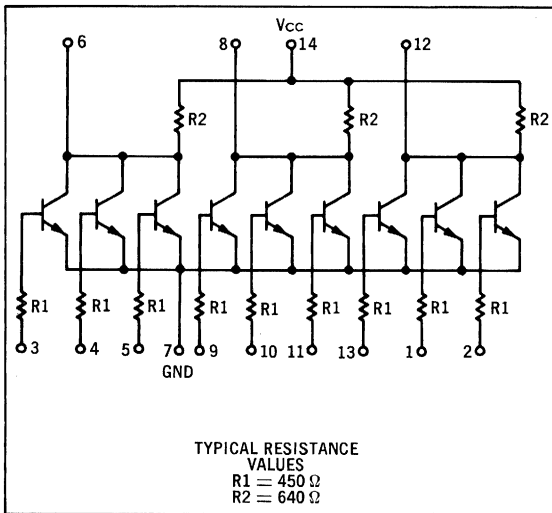 Vcc
6 8 14 12
R2 R2 R2
R1 R1 R1 R1 R1 R1 R1 R1 R1
3 4 5 7 9 10 11 13 1 2
GND
TYPICAL RESISTANCE
VALUES
R1 = 450 Ω
R2 = 640 Ω